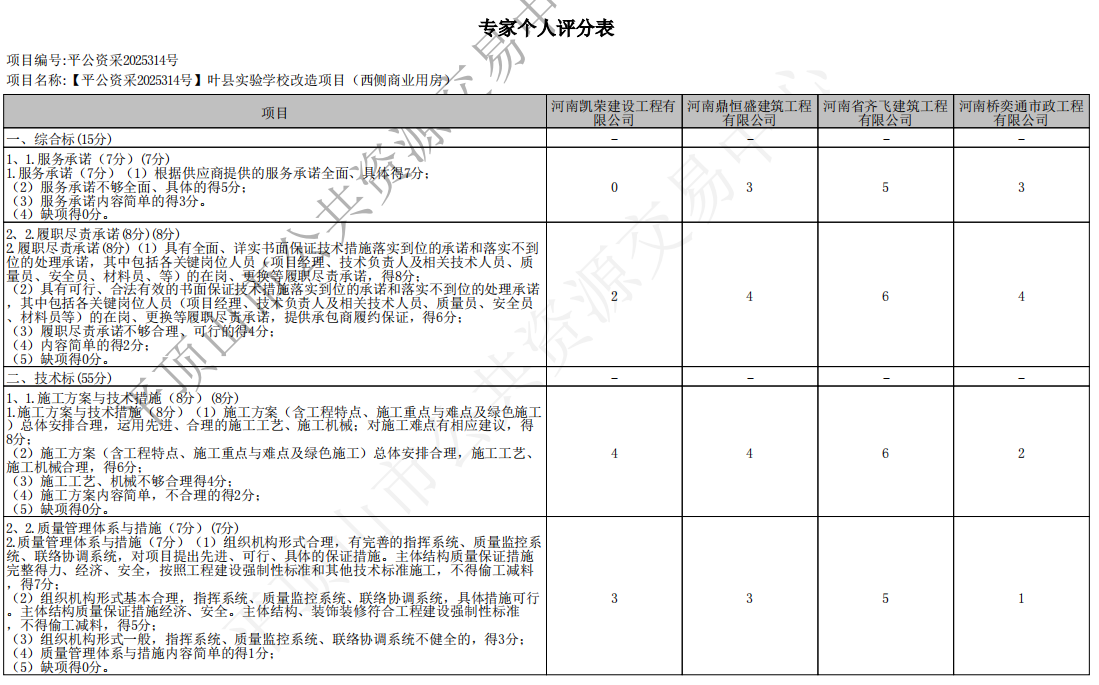 专家个人评分表
项目编号:平公资采2025314号
项目名称:【平公资采2025314号】叶县实验学校改造项目（西侧商业用房）
项目
河南凯荣建设工程有
限公司
河南鼎恒盛建筑工程
有限公司
河南省齐飞建筑工程
有限公司
河南桥奕通市政工程
有限公司
一、综合标(15分)
－ － － －
1、1.服务承诺（7分）(7分)
1.服务承诺（7分）（1）根据供应商提供的服务承诺全面、具体得7分;
（2）服务承诺不够全面、具体的得5分;
（3）服务承诺内容简单的得3分。
（4）缺项得0分。
0 3 5 3
2、2.履职尽责承诺(8分)(8分)
2.履职尽责承诺(8分)（1）具有全面、详实书面保证技术措施落实到位的承诺和落实不到
位的处理承诺，其中包括各关键岗位人员（项目经理、技术负责人及相关技术人员、质
量员、安全员、材料员、等）的在岗、更换等履职尽责承诺，得8分;
（2）具有可行、合法有效的书面保证技术措施落实到位的承诺和落实不到位的处理承诺
，其中包括各关键岗位人员（项目经理、技术负责人及相关技术人员、质量员、安全员
、材料员等）的在岗、更换等履职尽责承诺，提供承包商履约保证，得6分;
（3）履职尽责承诺不够合理、可行的得4分;
（4）内容简单的得2分;
（5）缺项得0分。
2 4 6 4
二、技术标(55分)
－ － － －
1、1.施工方案与技术措施（8分）(8分)
1.施工方案与技术措施（8分）（1）施工方案（含工程特点、施工重点与难点及绿色施工
）总体安排合理，运用先进、合理的施工工艺、施工机械；对施工难点有相应建议，得
8分;
（2）施工方案（含工程特点、施工重点与难点及绿色施工）总体安排合理，施工工艺、
施工机械合理，得6分;
（3）施工工艺、机械不够合理得4分;
（4）施工方案内容简单，不合理的得2分;
（5）缺项得0分。
4 4 6 2
2、2.质量管理体系与措施（7分）(7分)
2.质量管理体系与措施（7分）（1）组织机构形式合理，有完善的指挥系统、质量监控系
统、联络协调系统，对项目提出先进、可行、具体的保证措施。主体结构质量保证措施
完整得力、经济、安全，按照工程建设强制性标准和其他技术标准施工，不得偷工减料
，得7分;
（2）组织机构形式基本合理，指挥系统、质量监控系统、联络协调系统，具体措施可行
。主体结构质量保证措施经济、安全。主体结构、装饰装修符合工程建设强制性标准
，不得偷工减料，得5分;
（3）组织机构形式一般，指挥系统、质量监控系统、联络协调系统不健全的，得3分;
（4）质量管理体系与措施内容简单的得1分;
（5）缺项得0分。
3 3 5 1
平顶山市公共资源交易中
平顶山市公共资源交易中心